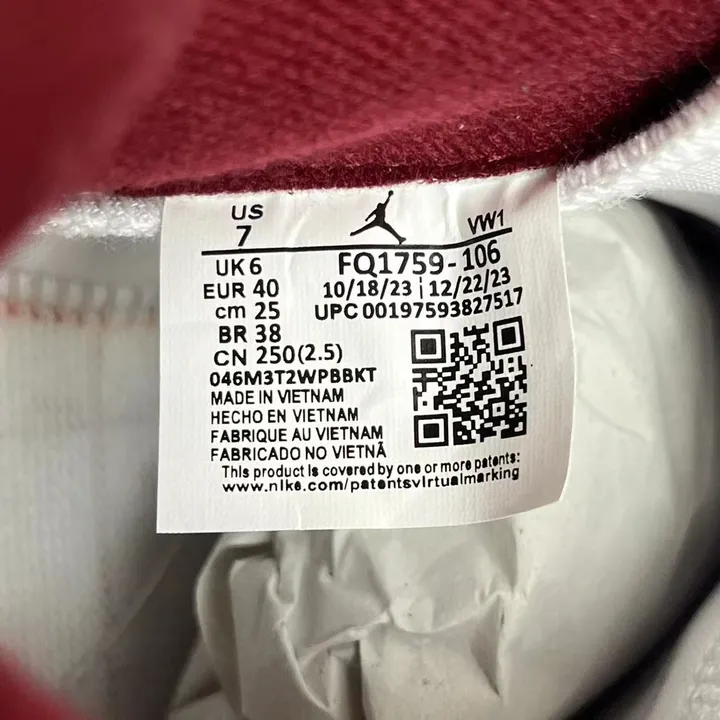 US
7
VW1
UK 6
FQ1759-106
EUR 40
10/18/23 | 12/22/23
cm 25
UPC 00197593827517
BR 38
CN 250(2.5)
046M3T2WPBBKT
MADE IN VIETNAM
HECHO EN VIETNAM
FABRIQUE AU VIETNAM
FABRICADO NO VIETNÃ
This product is covered by one or more patents:
www.nike.com/patentsvirtualmarking